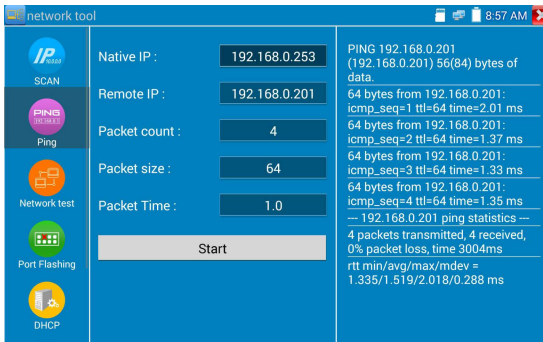 network tool
8:57 AM
IP
SCAN
PING
192.168.0.1
Ping
Network test
Port Flashing
DHCP
Native IP :
192.168.0.253
Remote IP :
192.168.0.201
Packet count :
4
Packet size :
64
Packet Time :
1.0
Start
PING 192.168.0.201
(192.168.0.201) 56(84) bytes of
data.
64 bytes from 192.168.0.201:
icmp_seq=1 ttl=64 time=2.01 ms
64 bytes from 192.168.0.201:
icmp_seq=2 ttl=64 time=1.37 ms
64 bytes from 192.168.0.201:
icmp_seq=3 ttl=64 time=1.33 ms
64 bytes from 192.168.0.201:
icmp_seq=4 ttl=64 time=1.35 ms
--- 192.168.0.201 ping statistics ---
4 packets transmitted, 4 received,
0% packet loss, time 3004ms
rtt min/avg/max/mdev =
1.335/1.519/2.018/0.288 ms